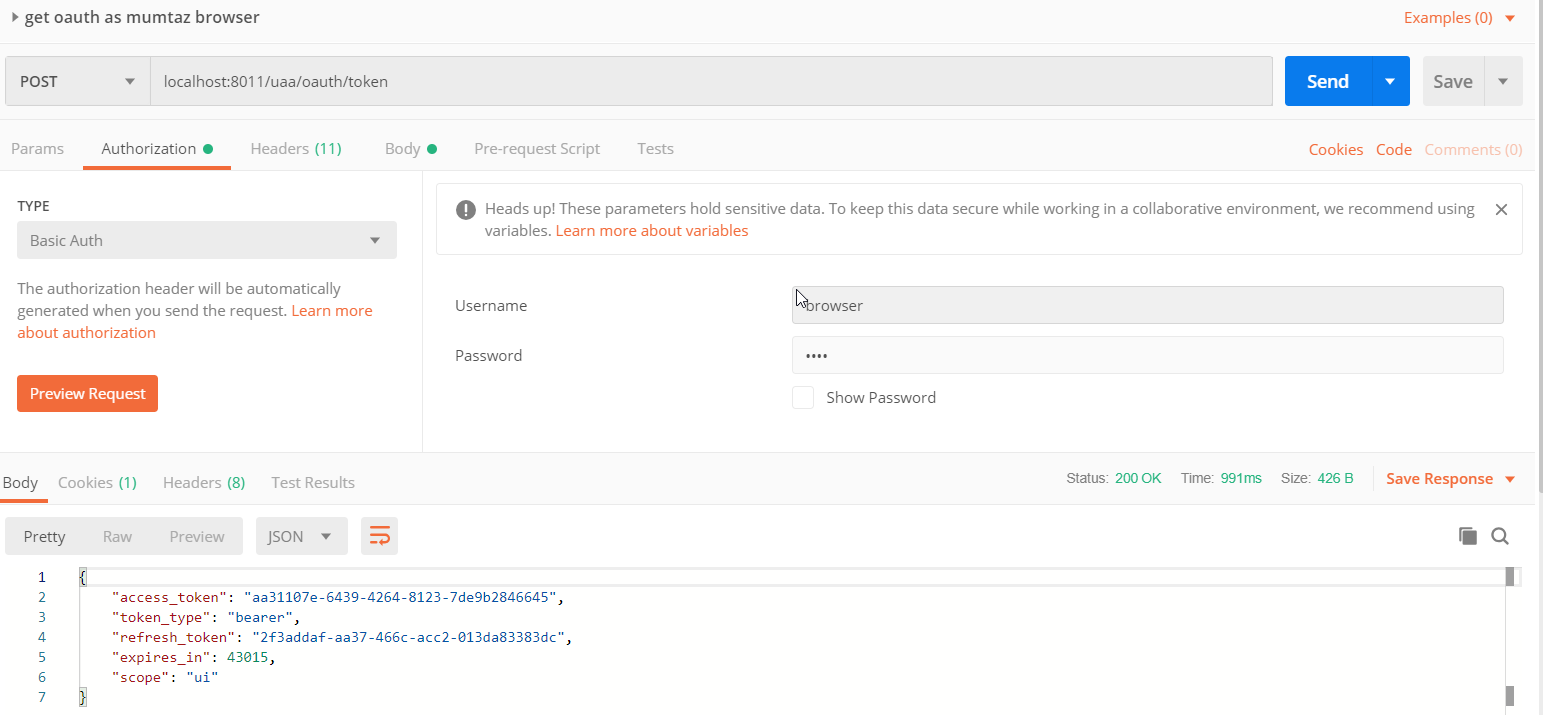 get oauth as mumtaz browser
Examples (0)
POST
localhost:8011/uaa/oauth/token
Send
Save
Params
Authorization
Headers (11)
Body
Pre-request Script
Tests
Cookies
Code
Comments (0)
TYPE
Basic Auth
The authorization header will be automatically
generated when you send the request. Learn more
about authorization
Preview Request
Heads up! These parameters hold sensitive data. To keep this data secure while working in a collaborative environment, we recommend using
variables. Learn more about variables
Username
browser
Password
••••
Show Password
Body
Cookies (1)
Headers (8)
Test Results
Status: 200 OK
Time: 991ms
Size: 426 B
Save Response
Pretty
Raw
Preview
JSON
1 {
2 "access_token": "aa31107e-6439-4264-8123-7de9b2846645",
3 "token_type": "bearer",
4 "refresh_token": "2f3addaf-aa37-466c-acc2-013da83383dc",
5 "expires_in": 43015,
6 "scope": "ui"
7 }